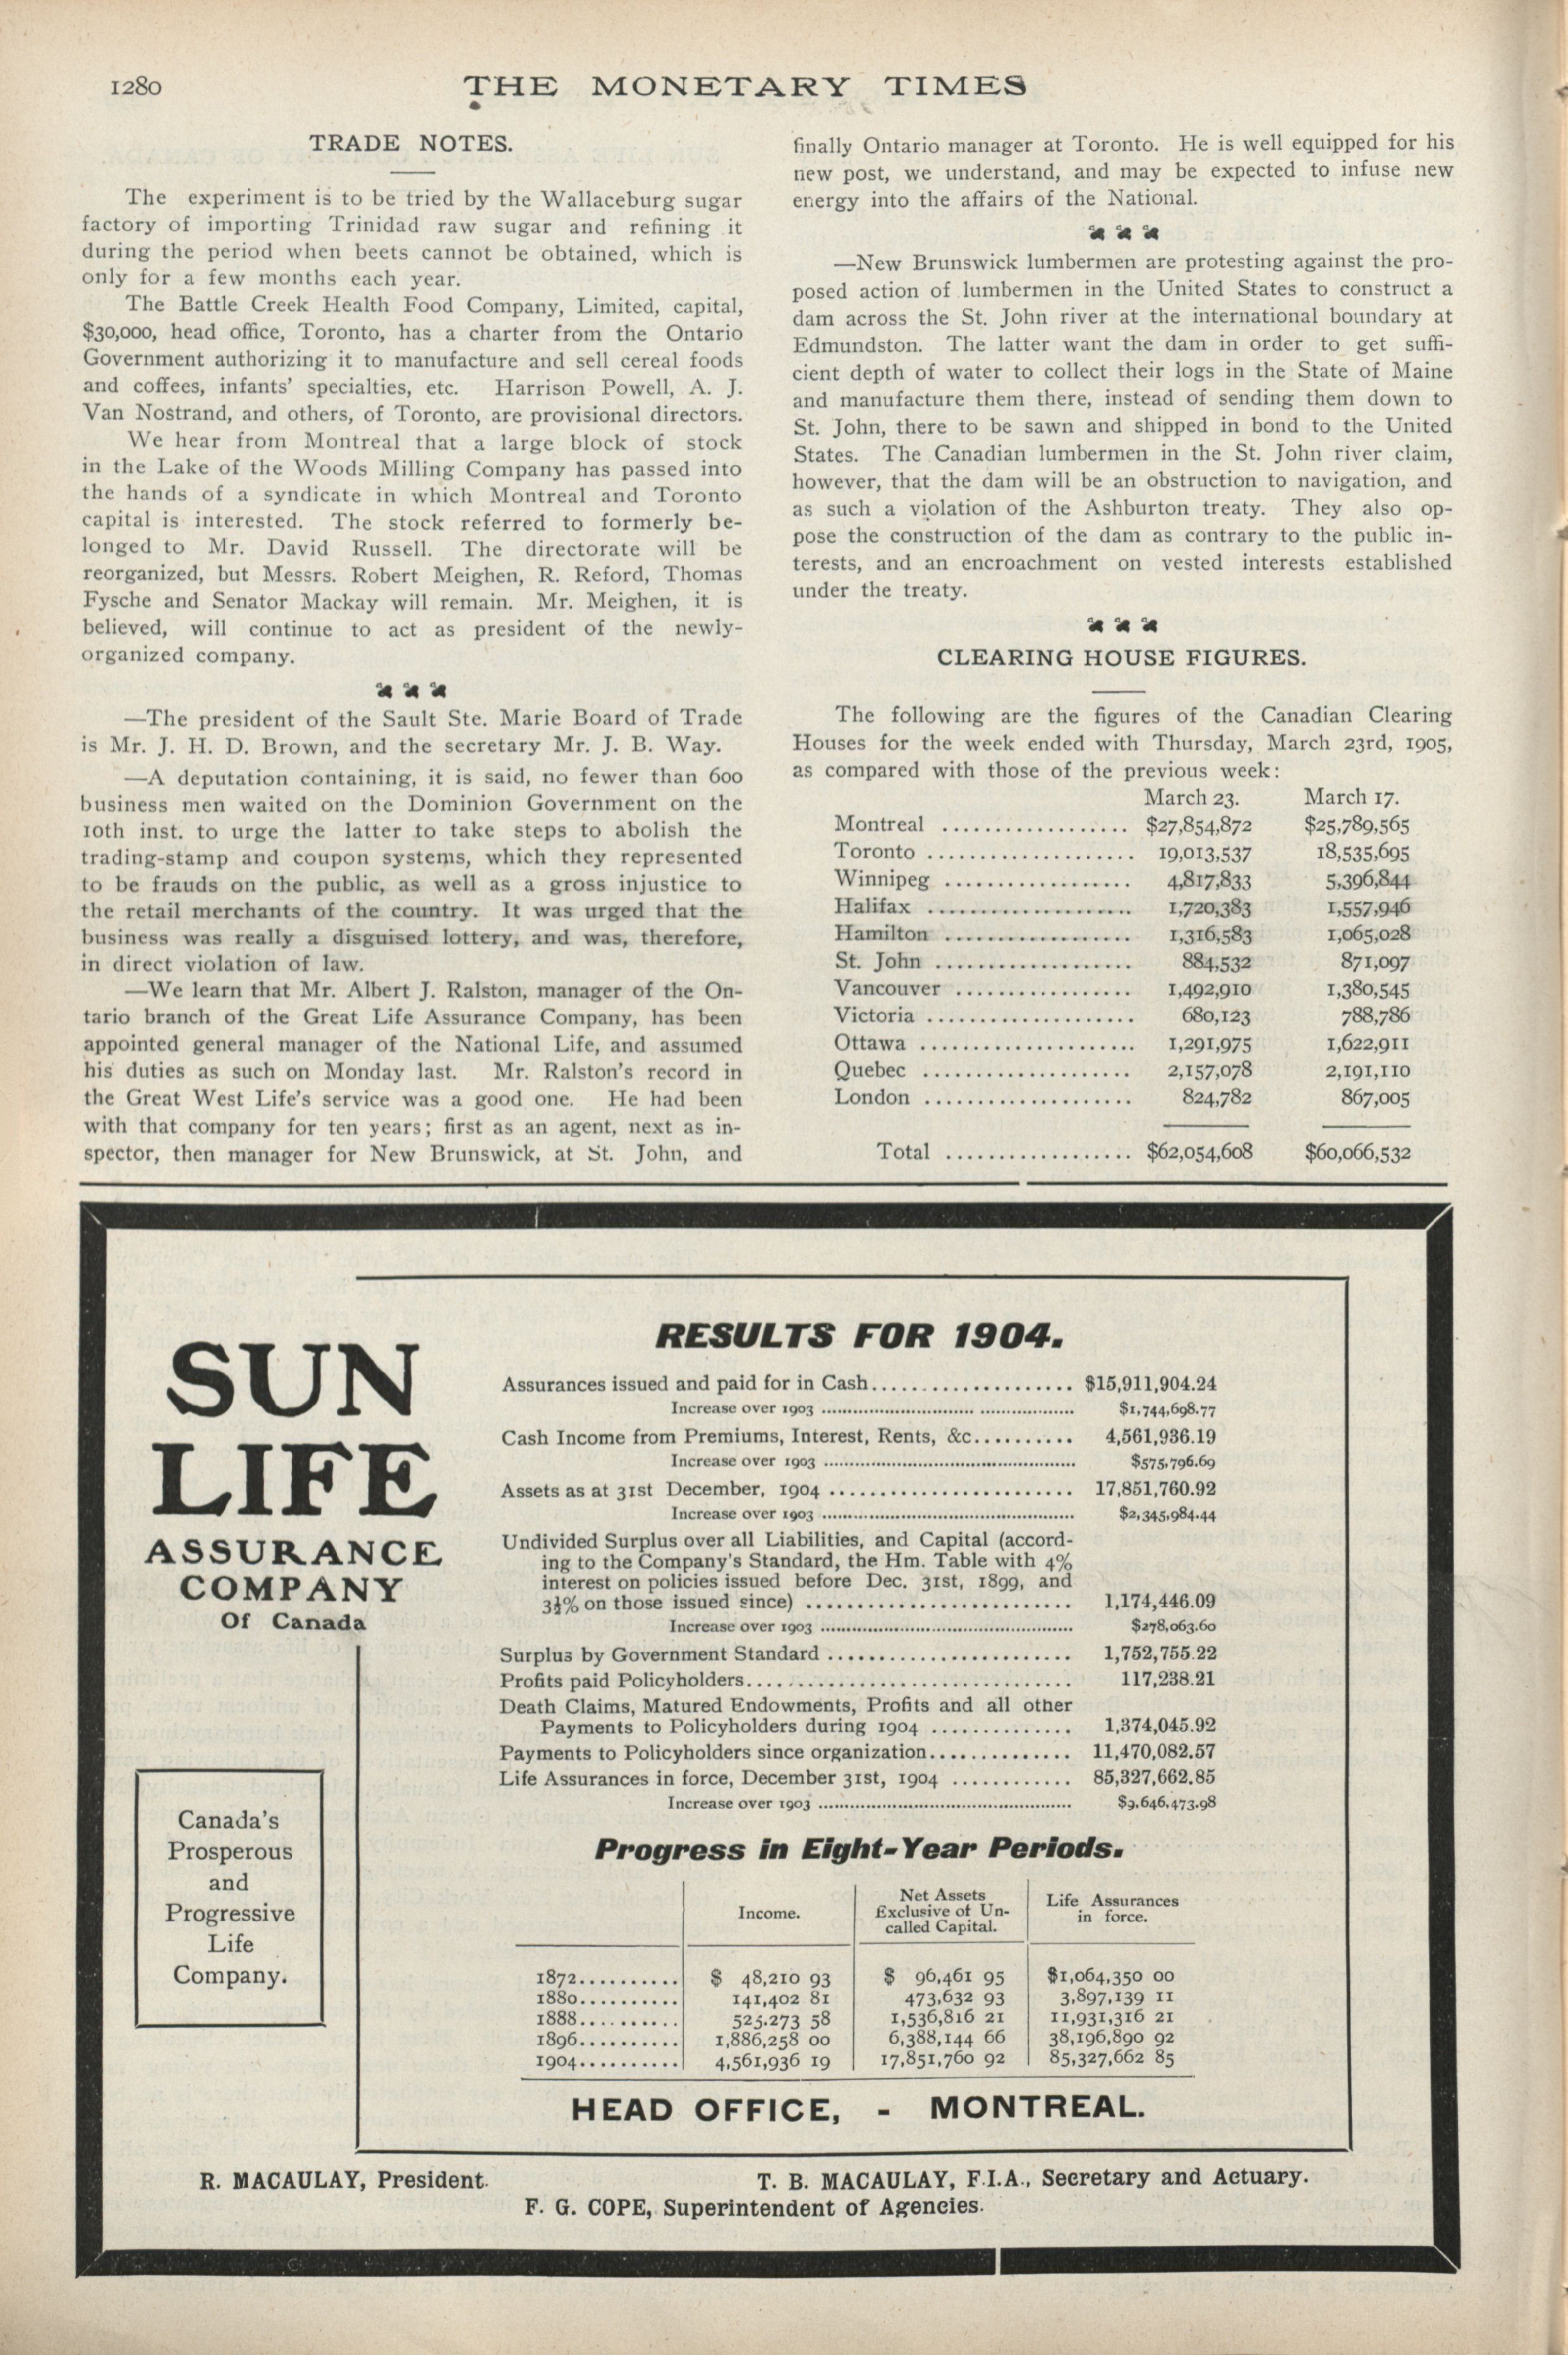 1280
THE MONETARY TIMES
TRADE NOTES.
The experiment is to be tried by the Wallaceburg sugar
factory of importing Trinidad raw sugar and refining it
during the period when beets cannot be obtained, which is
only for a few months each year.
The Battle Creek Health Food Company, Limited, capital,
$30,000, head office, Toronto, has a charter from the Ontario
Government authorizing it to manufacture and sell cereal foods
and coffees, infants' specialties, etc. Harrison Powell, A. J.
Van Nostrand, and others, of Toronto, are provisional directors.
We hear from Montreal that a large block of stock
in the Lake of the Woods Milling Company has passed into
the hands of a syndicate in which Montreal and Toronto
capital is interested. The stock referred to formerly be-
longed to Mr. David Russell. The directorate will be
reorganized, but Messrs. Robert Meighen, R. Reford, Thomas
Fysche and Senator Mackay will remain. Mr. Meighen, it is
believed, will continue to act as president of the newly-
organized company.
—The president of the Sault Ste. Marie Board of Trade
is Mr. J. H. D. Brown, and the secretary Mr. J. B. Way.
—A deputation containing, it is said, no fewer than 600
business men waited on the Dominion Government on the
10th inst. to urge the latter to take steps to abolish the
trading-stamp and coupon systems, which they represented
to be frauds on the public, as well as a gross injustice to
the retail merchants of the country. It was urged that the
business was really a disguised lottery, and was, therefore,
in direct violation of law.
—We learn that Mr. Albert J. Ralston, manager of the On-
tario branch of the Great Life Assurance Company, has been
appointed general manager of the National Life, and assumed
his duties as such on Monday last. Mr. Ralston's record in
the Great West Life's service was a good one. He had been
with that company for ten years; first as an agent, next as in-
spector, then manager for New Brunswick, at St. John, and
finally Ontario manager at Toronto. He is well equipped for his
new post, we understand, and may be expected to infuse new
energy into the affairs of the National.
—New Brunswick lumbermen are protesting against the pro-
posed action of lumbermen in the United States to construct a
dam across the St. John river at the international boundary at
Edmundston. The latter want the dam in order to get suffi-
cient depth of water to collect their logs in the State of Maine
and manufacture them there, instead of sending them down to
St. John, there to be sawn and shipped in bond to the United
States. The Canadian lumbermen in the St. John river claim,
however, that the dam will be an obstruction to navigation, and
as such a violation of the Ashburton treaty. They also op-
pose the construction of the dam as contrary to the public in-
terests, and an encroachment on vested interests established
under the treaty.
CLEARING HOUSE FIGURES.
The following are the figures of the Canadian Clearing
Houses for the week ended with Thursday, March 23rd, 1905,
as compared with those of the previous week:
March 23. March 17.
Montreal .................. $27,854,872 $25,789,565
Toronto .................... 19,013,537 18,535,695
Winnipeg .................. 4,817,833 5,396,844
Halifax .................... 1,720,383 1,557,946
Hamilton .................. 1,316,583 1,065,028
St. John ................... 884,532 871,097
Vancouver ................. 1,492,910 1,380,545
Victoria .................... 680,123 788,786
Ottawa ..................... 1,291,975 1,622,911
Quebec .................... 2,157,078 2,191,110
London .................... 824,782 867,005
Total .................. $62,054,608 $60,066,532
SUN
LIFE
ASSURANCE
COMPANY
Of Canada
Canada's
Prosperous
and
Progressive
Life
Company.
RESULTS FOR 1904.
Assurances issued and paid for in Cash.................... $15,911,904.24
Increase over 1903 ............................................... $1,744,698.77
Cash Income from Premiums, Interest, Rents, &c.......... 4,561,936.19
Increase over 1903 ............................................... $575,796.69
Assets as at 31st December, 1904 ........................ 17,851,760.92
Increase over 1903 ............................................... $2,345,984.44
Undivided Surplus over all Liabilities, and Capital (accord-
ing to the Company's Standard, the Hm. Table with 4%
interest on policies issued before Dec. 31st, 1899, and
3½% on those issued since) .......................... 1,174,446.09
Increase over 1903 ............................................... $278,063.60
Surplus by Government Standard ........................ 1,752,755.22
Profits paid Policyholders................................ 117,238.21
Death Claims, Matured Endowments, Profits and all other
Payments to Policyholders during 1904 .............. 1,374,045.92
Payments to Policyholders since organization.............. 11,470,082.57
Life Assurances in force, December 31st, 1904 ............ 85,327,662.85
Increase over 1903 ............................................... $9,646,473.98
Progress in Eight-Year Periods.
Income. Net Assets Exclusive of Un-called Capital. Life Assurances in force.
1872.......... $ 48,210 93 $ 96,461 95 $1,064,350 00
1880.......... 141,402 81 473,632 93 3,897,139 11
1888.......... 525,273 58 1,536,816 21 11,931,316 21
1896.......... 1,886,258 00 6,388,144 66 38,196,890 92
1904.......... 4,561,936 19 17,851,760 92 85,327,662 85
HEAD OFFICE, - MONTREAL.
R. MACAULAY, President. T. B. MACAULAY, F.I.A., Secretary and Actuary.
F. G. COPE, Superintendent of Agencies.